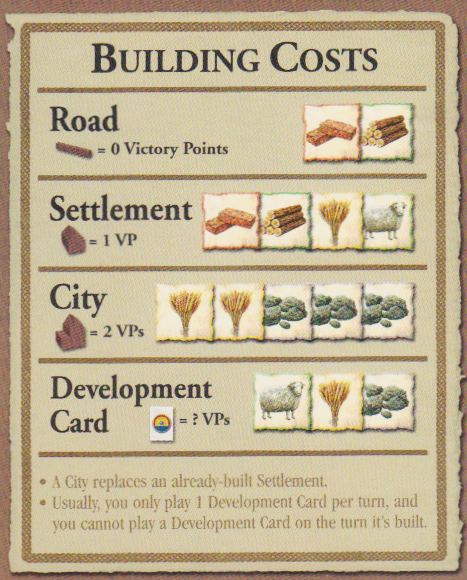 BUILDING COSTS
Road
= 0 Victory Points
Settlement
= 1 VP
City
= 2 VPs
Development
Card = ? VPs
• A City replaces an already-built Settlement.
• Usually, you only play 1 Development Card per turn, and
you cannot play a Development Card on the turn it's built.